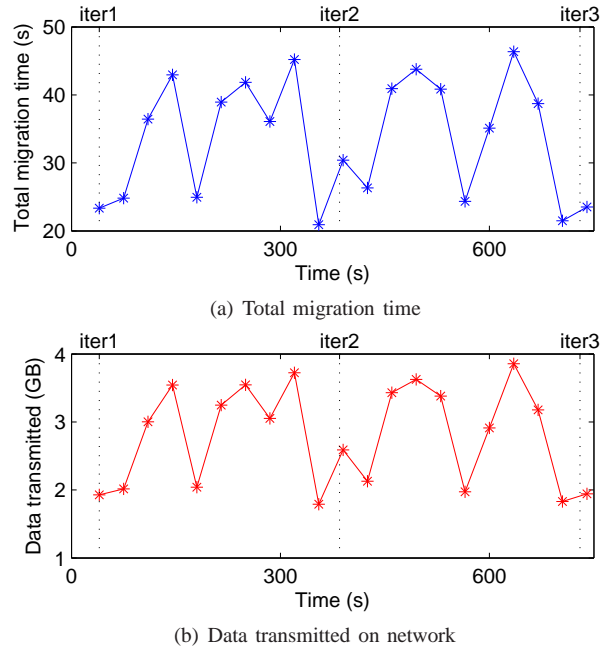 iter1 iter2 iter3
50
40
30
20
Total migration time (s)
0 300 600
Time (s)
(a) Total migration time
iter1 iter2 iter3
4
3
2
1
Data transmitted (GB)
0 300 600
Time (s)
(b) Data transmitted on network